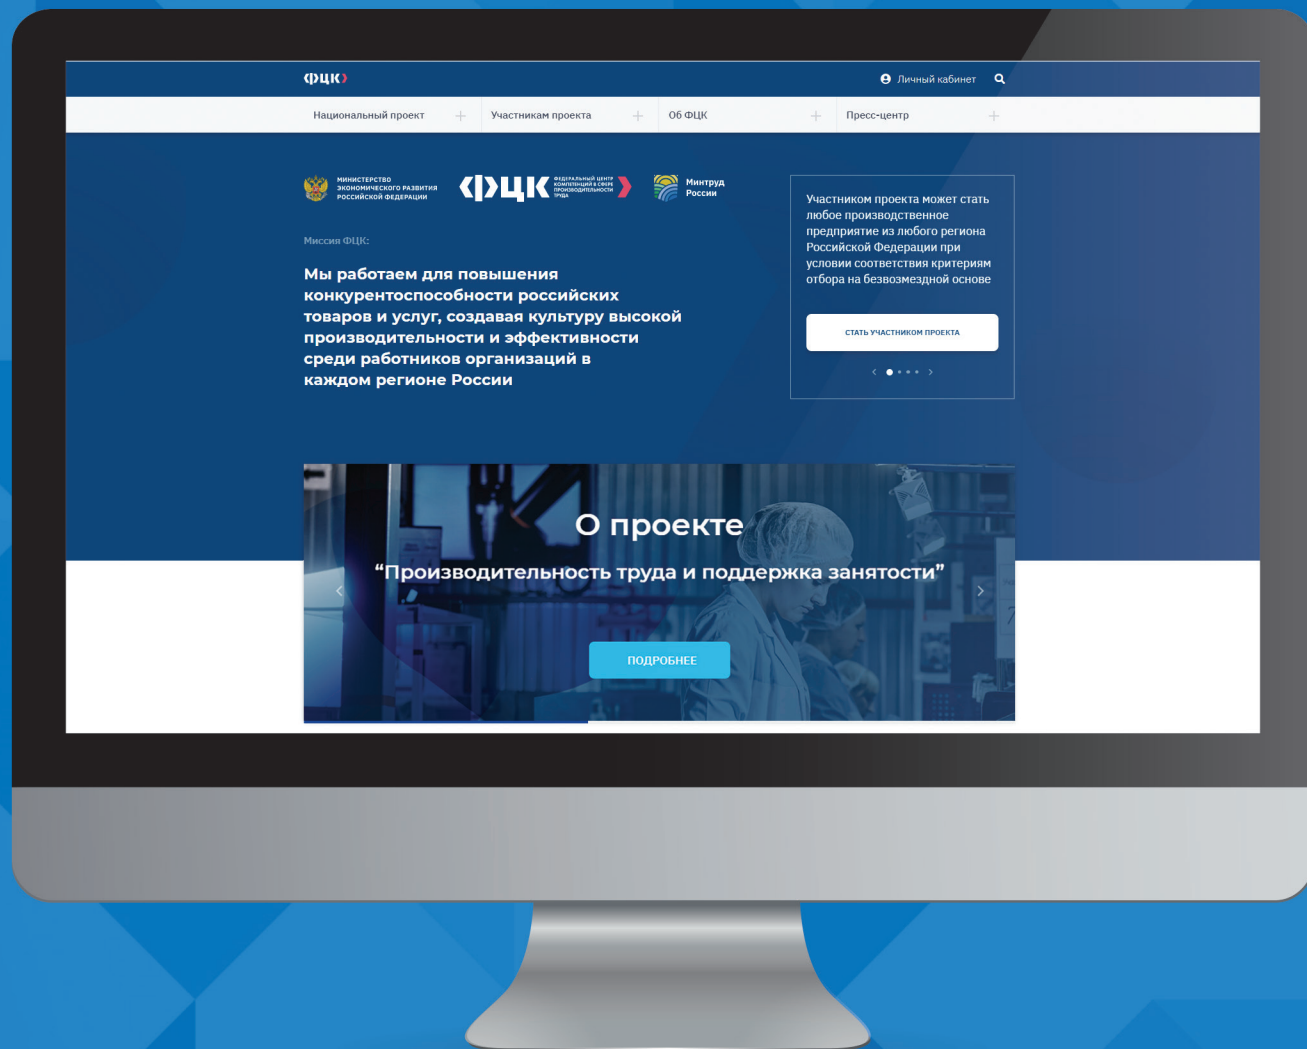 ФЦК
Личный кабинет
Национальный проект
Участникам проекта
Об ФЦК
Пресс-центр
МИНИСТЕРСТВО
ЭКОНОМИЧЕСКОГО РАЗВИТИЯ
РОССИЙСКОЙ ФЕДЕРАЦИИ
ФЦК
ФЕДЕРАЛЬНЫЙ ЦЕНТР
КОМПЕТЕНЦИЙ В СФЕРЕ
ПРОИЗВОДИТЕЛЬНОСТИ
ТРУДА
Минтруд
России
Миссия ФЦК:
Мы работаем для повышения
конкурентоспособности российских
товаров и услуг, создавая культуру высокой
производительности и эффективности
среди работников организаций в
каждом регионе России
Участником проекта может стать
любое производственное
предприятие из любого региона
Российской Федерации при
условии соответствия критериям
отбора на безвозмездной основе
СТАТЬ УЧАСТНИКОМ ПРОЕКТА
О проекте
“Производительность труда и поддержка занятости”
ПОДРОБНЕЕ